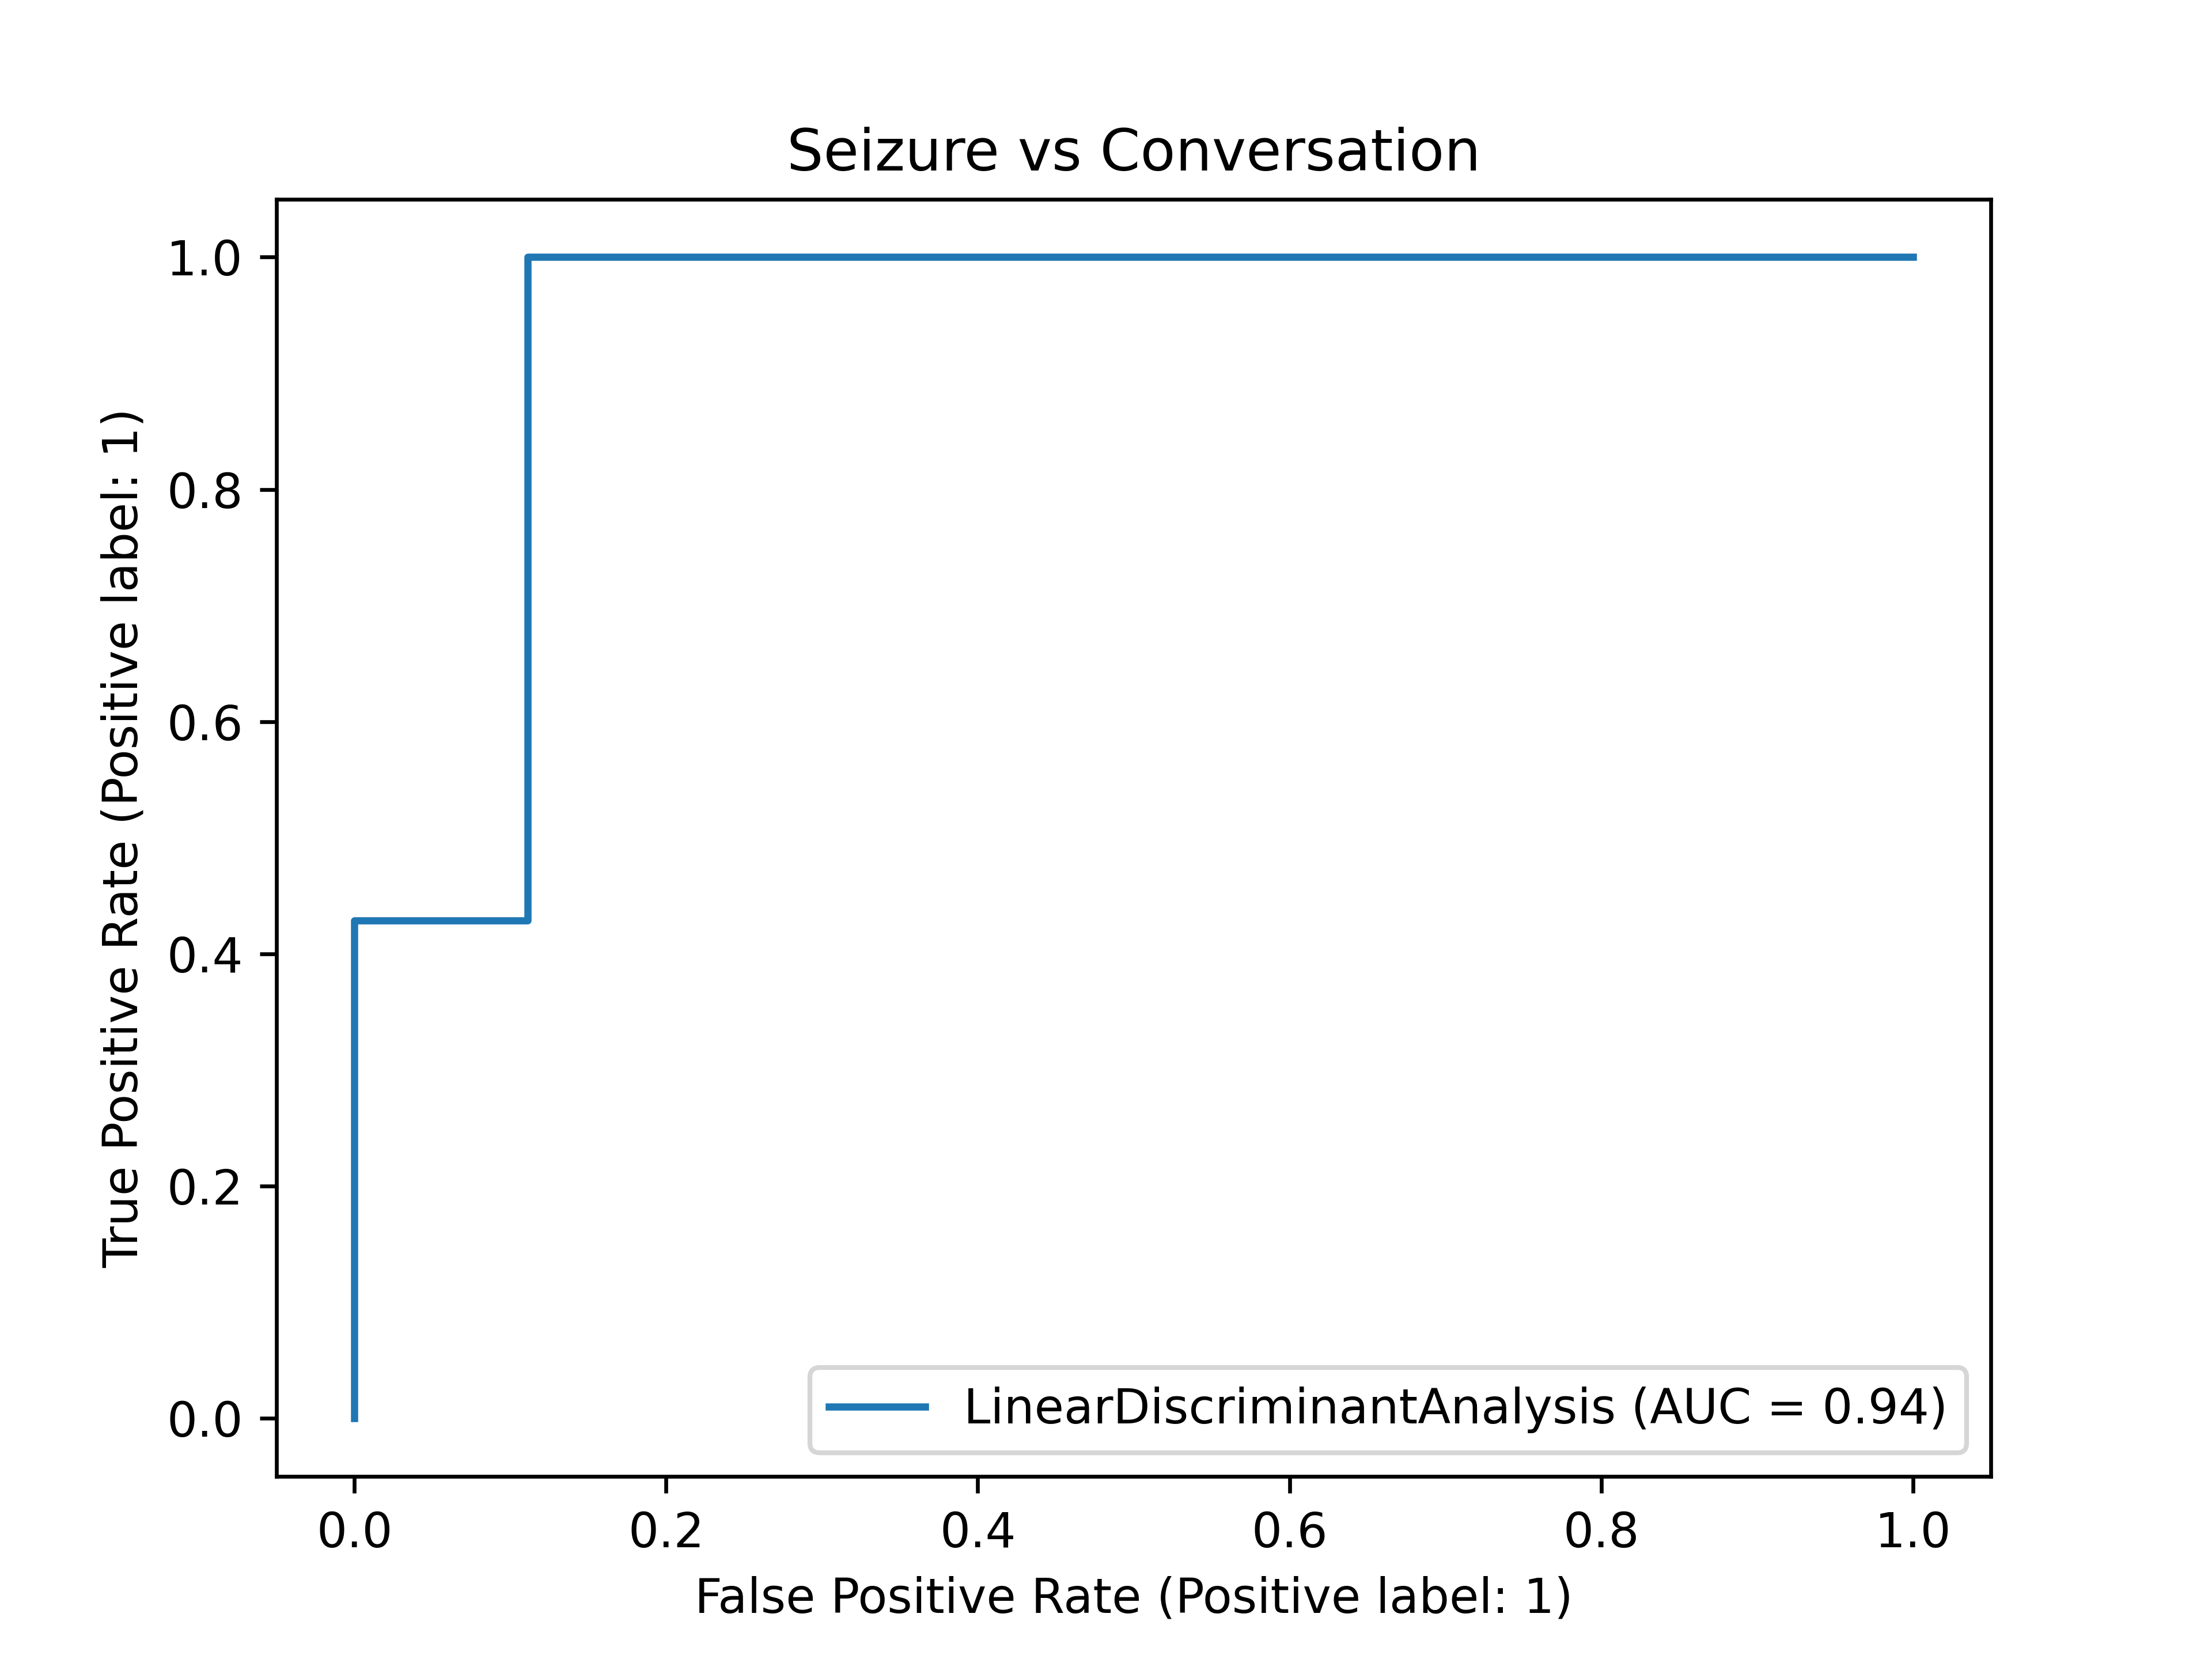 Seizure vs Conversation
True Positive Rate (Positive label: 1)
1.0
0.8
0.6
0.4
0.2
0.0
LinearDiscriminantAnalysis (AUC = 0.94)
0.0 0.2 0.4 0.6 0.8 1.0
False Positive Rate (Positive label: 1)